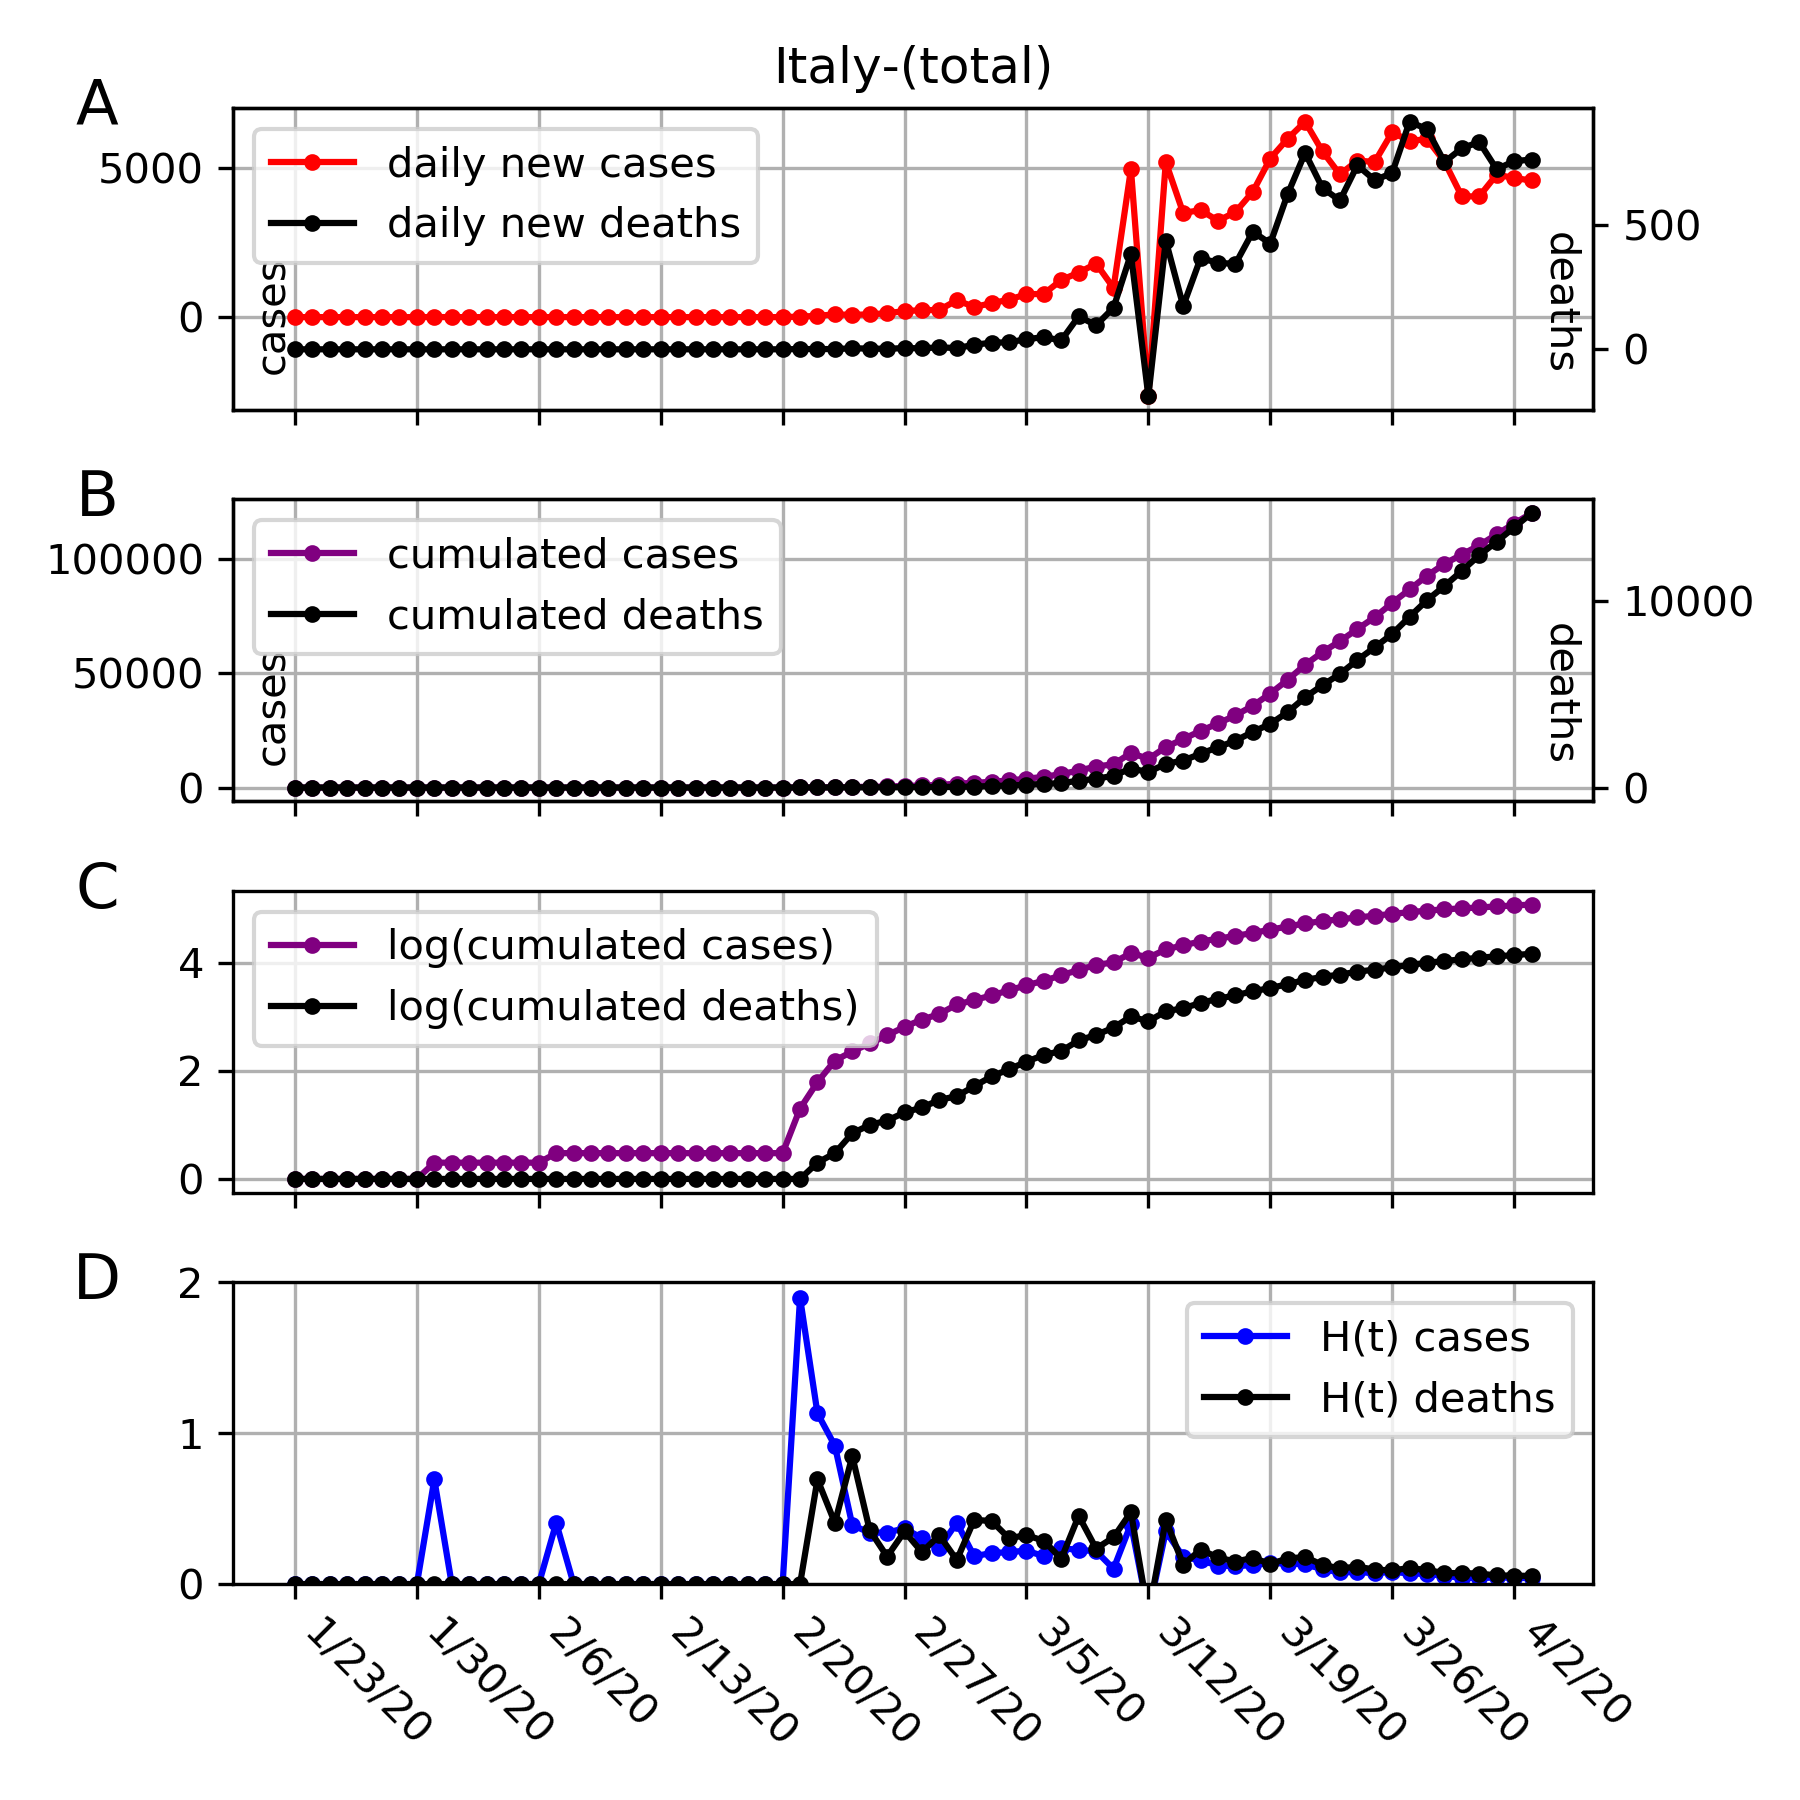 Italy-(total)
A
5000
0
cases
daily new cases
daily new deaths
deaths
500
0
B
100000
50000
0
cases
cumulated cases
cumulated deaths
deaths
10000
0
C
4
2
0
log(cumulated cases)
log(cumulated deaths)
D
2
1
0
H(t) cases
H(t) deaths
1/23/20
1/30/20
2/6/20
2/13/20
2/20/20
2/27/20
3/5/20
3/12/20
3/19/20
3/26/20
4/2/20